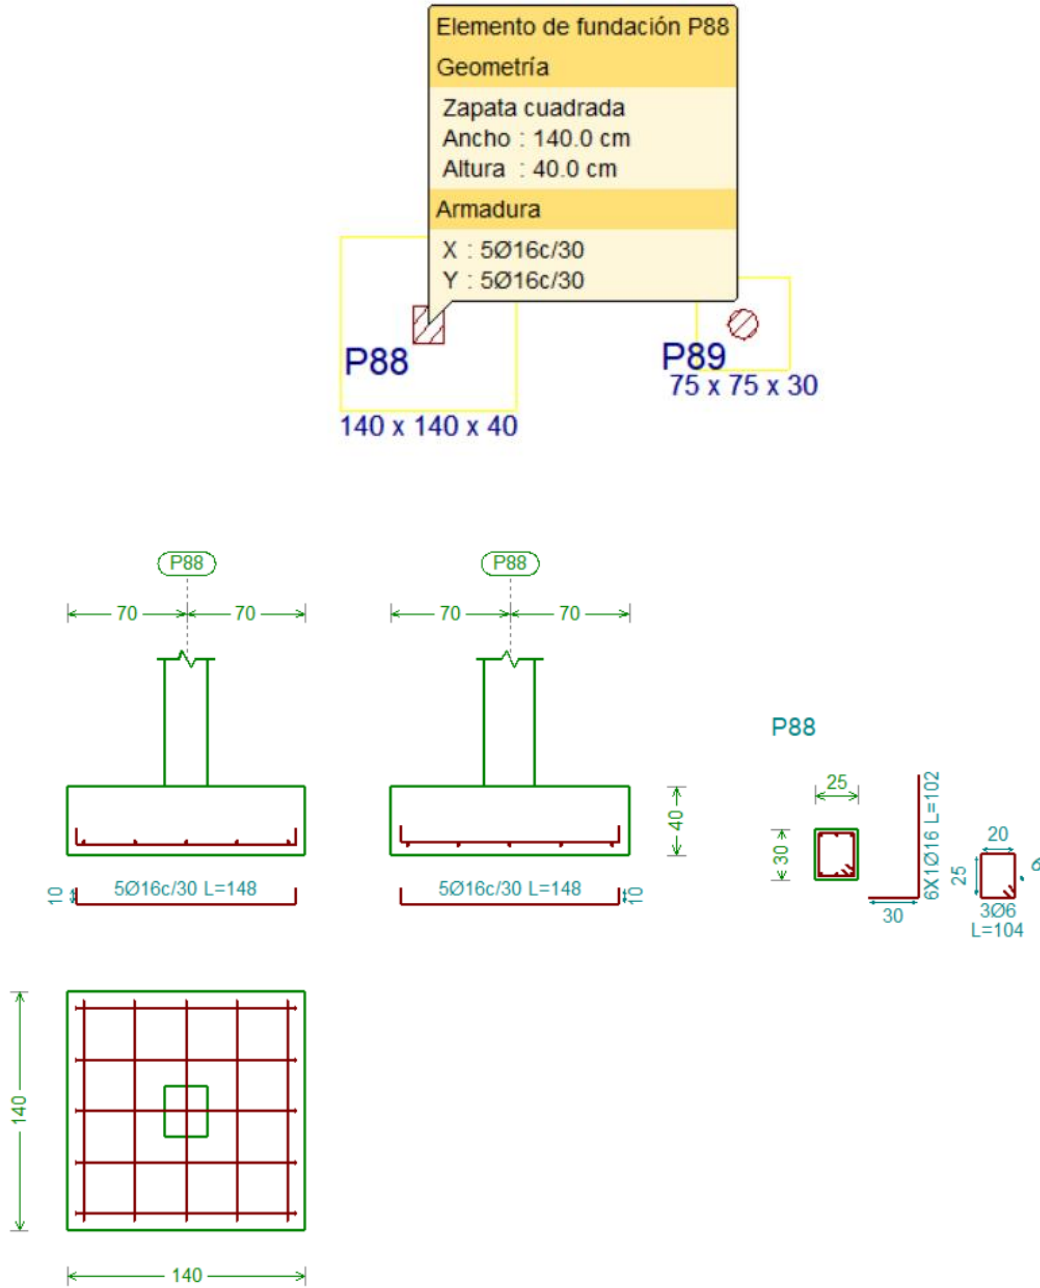 Elemento de fundación P88
Geometría
Zapata cuadrada
Ancho : 140.0 cm
Altura : 40.0 cm
Armadura
X : 5Ø16c/30
Y : 5Ø16c/30
P88
140 x 140 x 40
P89
75 x 75 x 30
P88
70
70
P88
70
70
40
10
5Ø16c/30 L=148
5Ø16c/30 L=148
10
P88
25
30
6X1Ø16 L=102
30
20
25
6
3Ø6
L=104
140
140